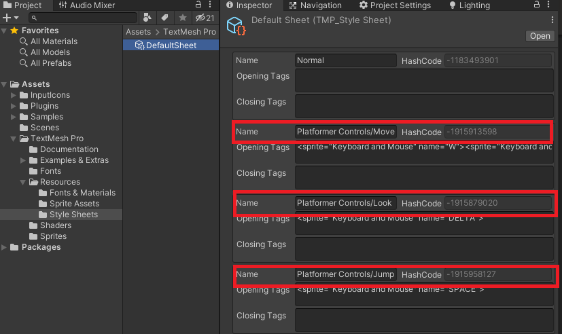 Project
Audio Mixer
21
Favorites
All Materials
All Models
All Prefabs
Assets
InputIcons
Plugins
Samples
Scenes
TextMesh Pro
Documentation
Examples & Extras
Fonts
Resources
Fonts & Materials
Sprite Assets
Style Sheets
Shaders
Sprites
Packages
Assets > TextMesh Pro
DefaultSheet
Inspector
Navigation
Project Settings
Lighting
Default Sheet (TMP_Style Sheet)
Open
Name Normal HashCode -1183493901
Opening Tags
Closing Tags
Name Platformer Controls/Move HashCode -1915913598
Opening Tags <sprite="Keyboard and Mouse" name="W"><sprite="Keyboard and
Closing Tags
Name Platformer Controls/Look HashCode -1915879020
Opening Tags <sprite="Keyboard and Mouse" name="DELTA">
Closing Tags
Name Platformer Controls/Jump HashCode -1915958127
Opening Tags <sprite="Keyboard and Mouse" name="SPACE">
Closing Tags